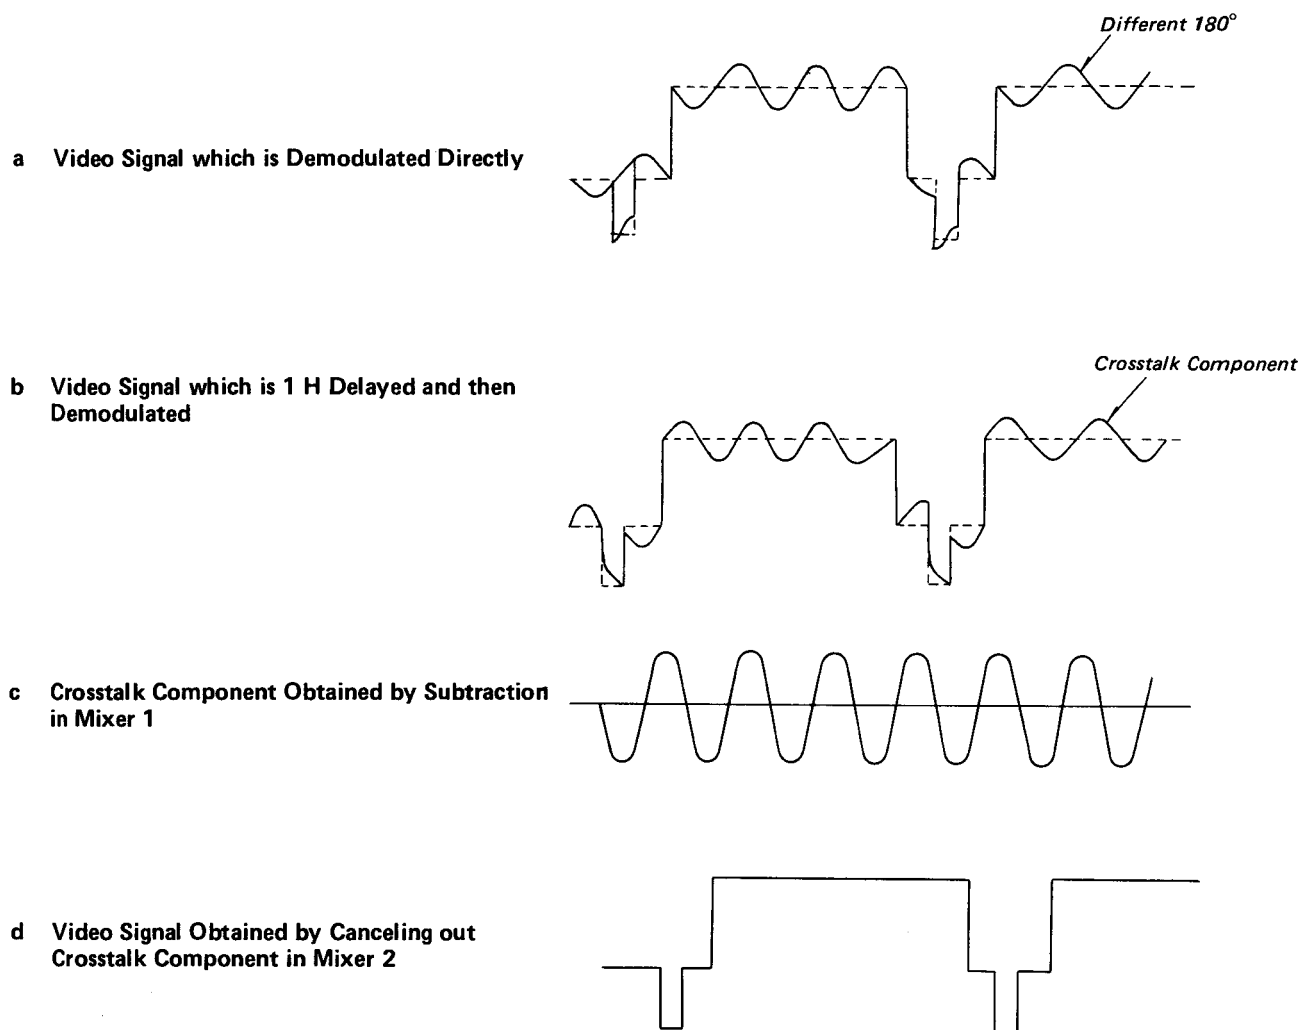 Different 180°
a Video Signal which is Demodulated Directly
Crosstalk Component
b Video Signal which is 1 H Delayed and then
Demodulated
c Crosstalk Component Obtained by Subtraction
in Mixer 1
d Video Signal Obtained by Canceling out
Crosstalk Component in Mixer 2